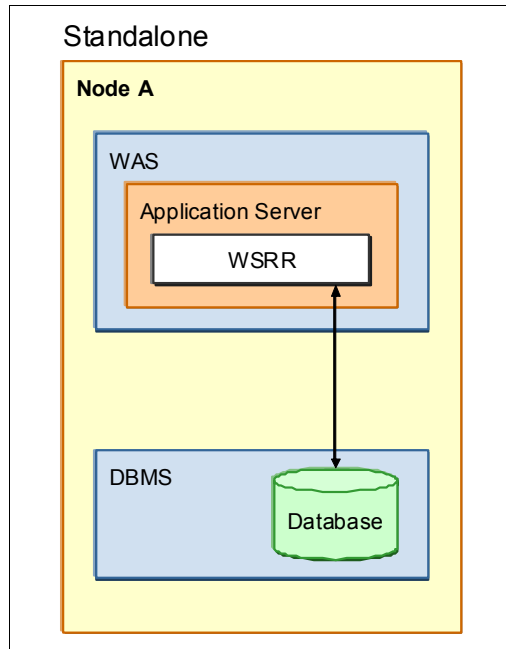 Standalone
Node A
WAS
Application Server
WSRR
DBMS
Database